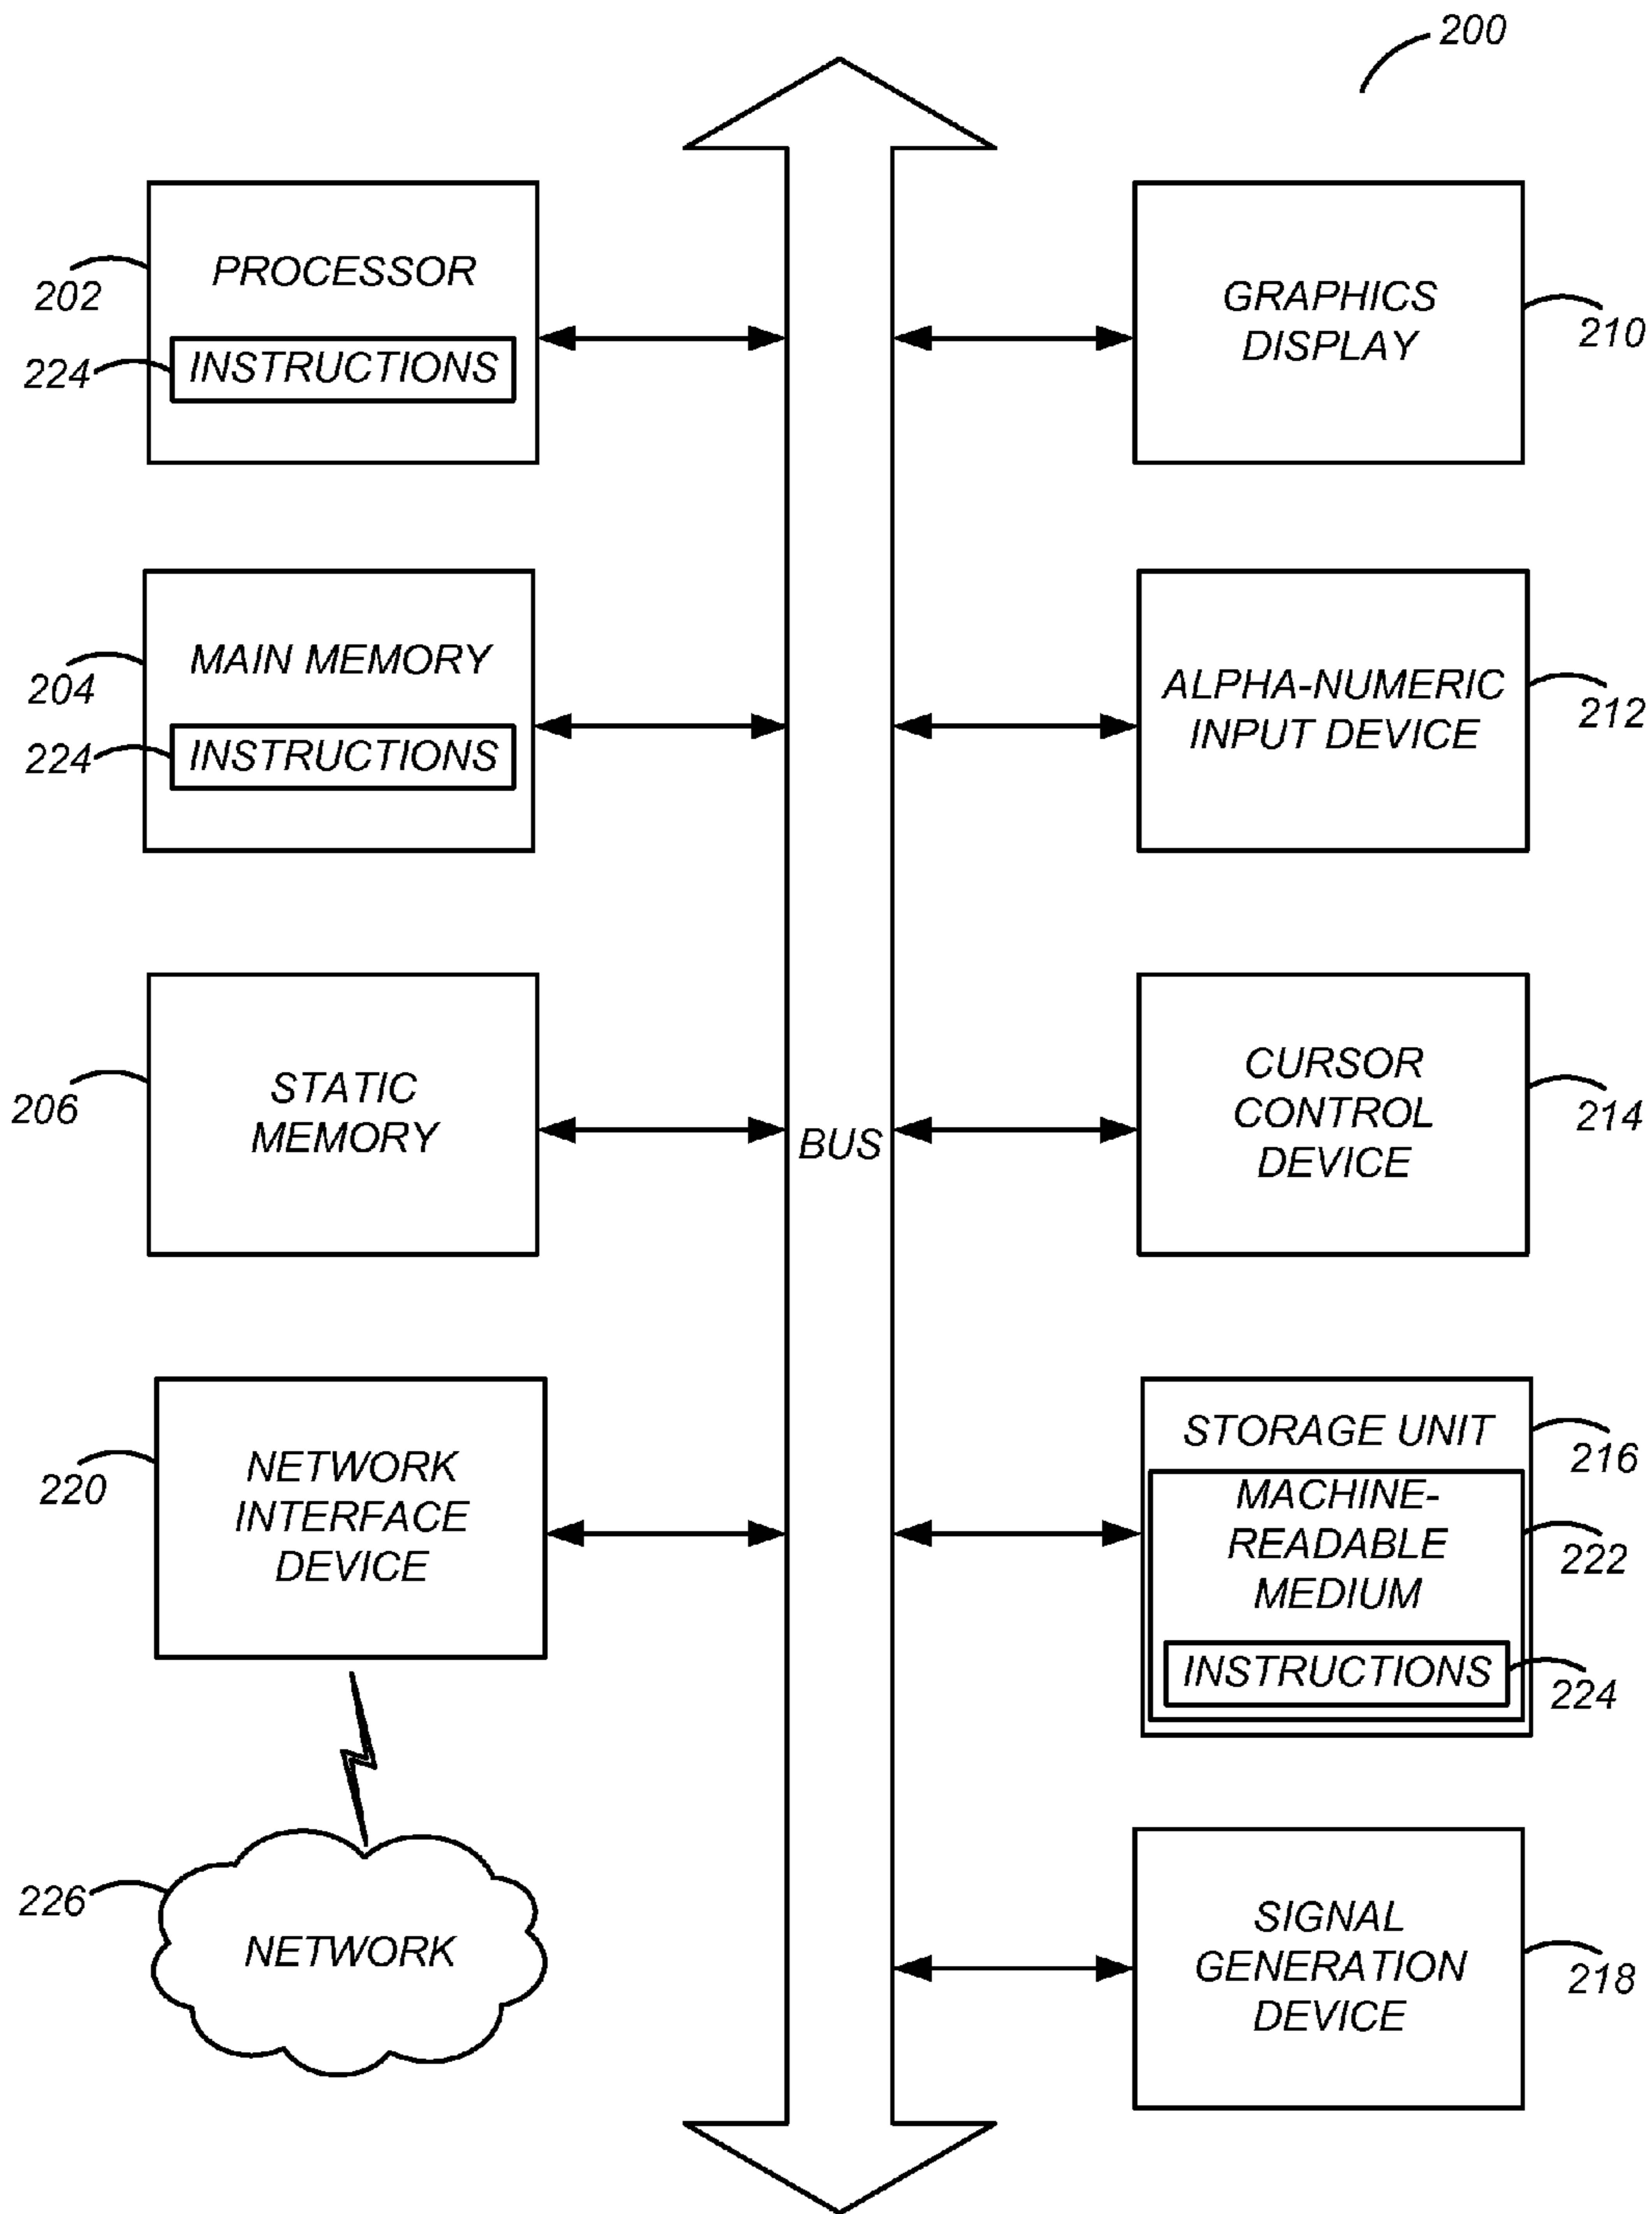 200
PROCESSOR
202
INSTRUCTIONS
224
GRAPHICS
DISPLAY
210
MAIN MEMORY
204
INSTRUCTIONS
224
ALPHA-NUMERIC
INPUT DEVICE
212
STATIC
MEMORY
206
BUS
CURSOR
CONTROL
DEVICE
214
NETWORK
INTERFACE
DEVICE
220
STORAGE UNIT
216
MACHINE-
READABLE
MEDIUM
222
INSTRUCTIONS
224
226
NETWORK
SIGNAL
GENERATION
DEVICE
218